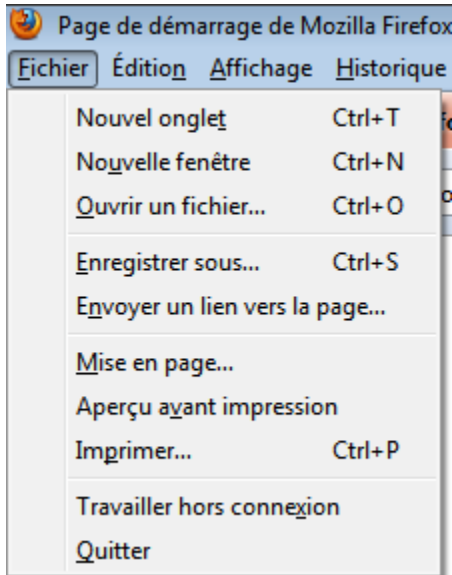 Page de démarrage de Mozilla Firefox
Fichier Édition Affichage Historique
Nouvel onglet Ctrl+T
Nouvelle fenêtre Ctrl+N
Ouvrir un fichier... Ctrl+O
Enregistrer sous... Ctrl+S
Envoyer un lien vers la page...
Mise en page...
Aperçu avant impression
Imprimer... Ctrl+P
Travailler hors connexion
Quitter